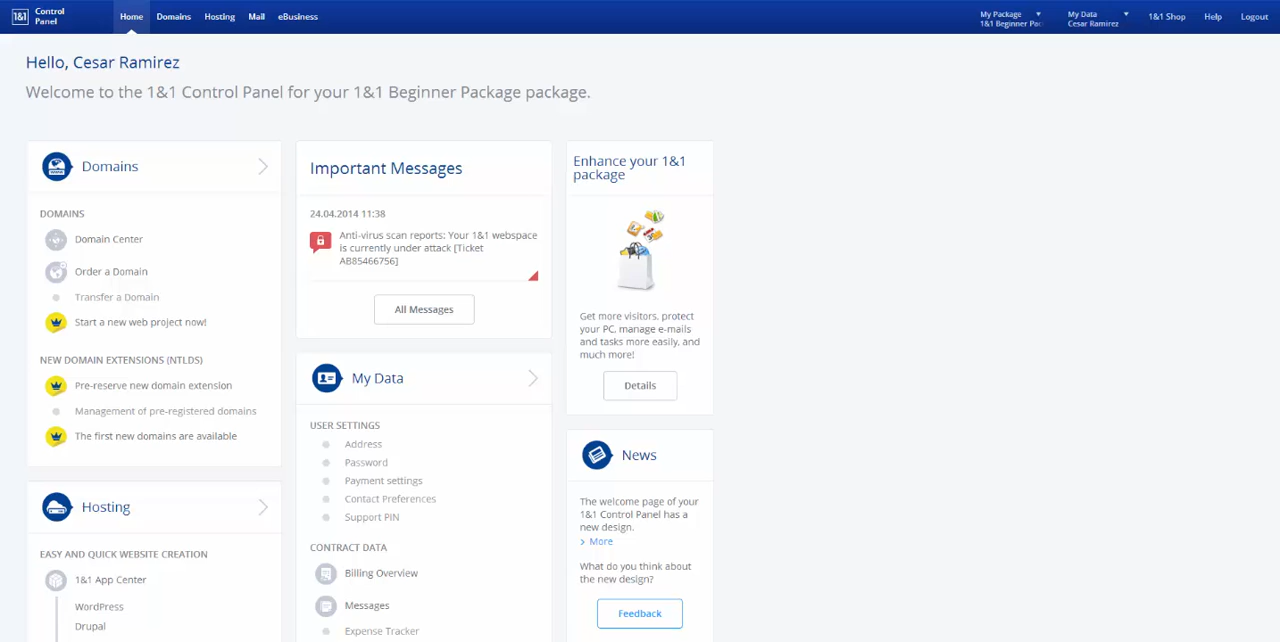 1&1 Control Panel
Home
Domains
Hosting
Mail
eBusiness
My Package
1&1 Beginner Pac
My Data
Cesar Ramirez
1&1 Shop
Help
Logout
Hello, Cesar Ramirez
Welcome to the 1&1 Control Panel for your 1&1 Beginner Package package.
Domains
DOMAINS
Domain Center
Order a Domain
Transfer a Domain
Start a new web project now!
NEW DOMAIN EXTENSIONS (NTLDS)
Pre-reserve new domain extension
Management of pre-registered domains
The first new domains are available
Hosting
EASY AND QUICK WEBSITE CREATION
1&1 App Center
WordPress
Drupal
Important Messages
24.04.2014 11:38
Anti-virus scan reports: Your 1&1 webspace
is currently under attack [Ticket
AB85466756]
All Messages
My Data
USER SETTINGS
Address
Password
Payment settings
Contact Preferences
Support PIN
CONTRACT DATA
Billing Overview
Messages
Expense Tracker
Enhance your 1&1
package
Get more visitors, protect
your PC, manage e-mails
and tasks more easily, and
much more!
Details
News
The welcome page of your
1&1 Control Panel has a
new design.
> More
What do you think about
the new design?
Feedback